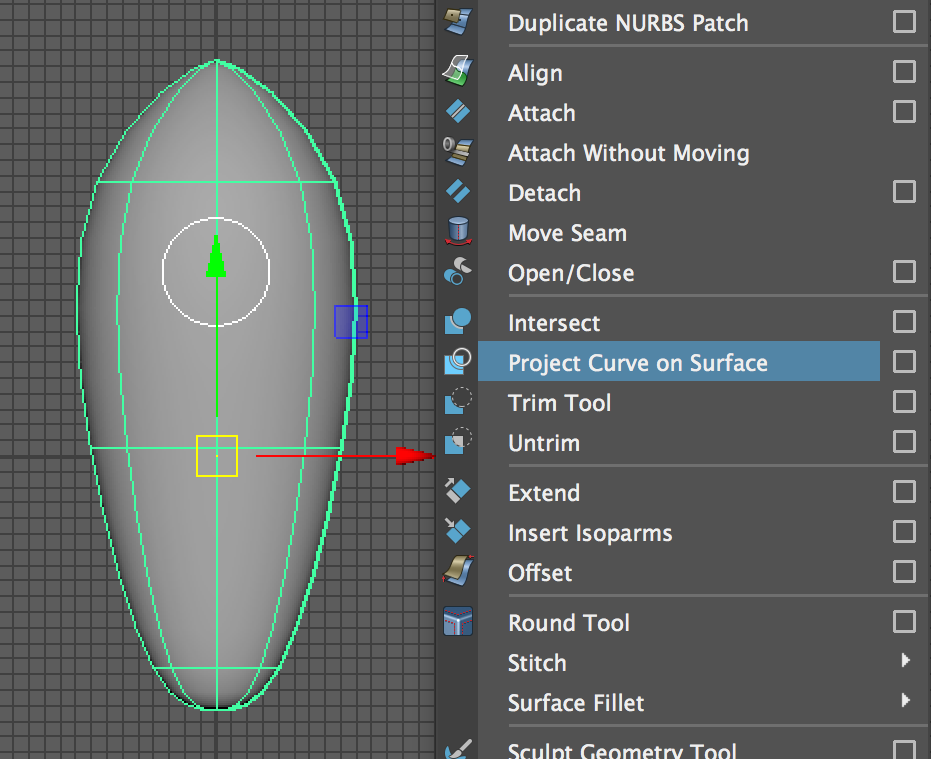 Duplicate NURBS Patch
Align
Attach
Attach Without Moving
Detach
Move Seam
Open/Close
Intersect
Project Curve on Surface
Trim Tool
Untrim
Extend
Insert Isoparms
Offset
Round Tool
Stitch
Surface Fillet
Sculpt Geometry Tool